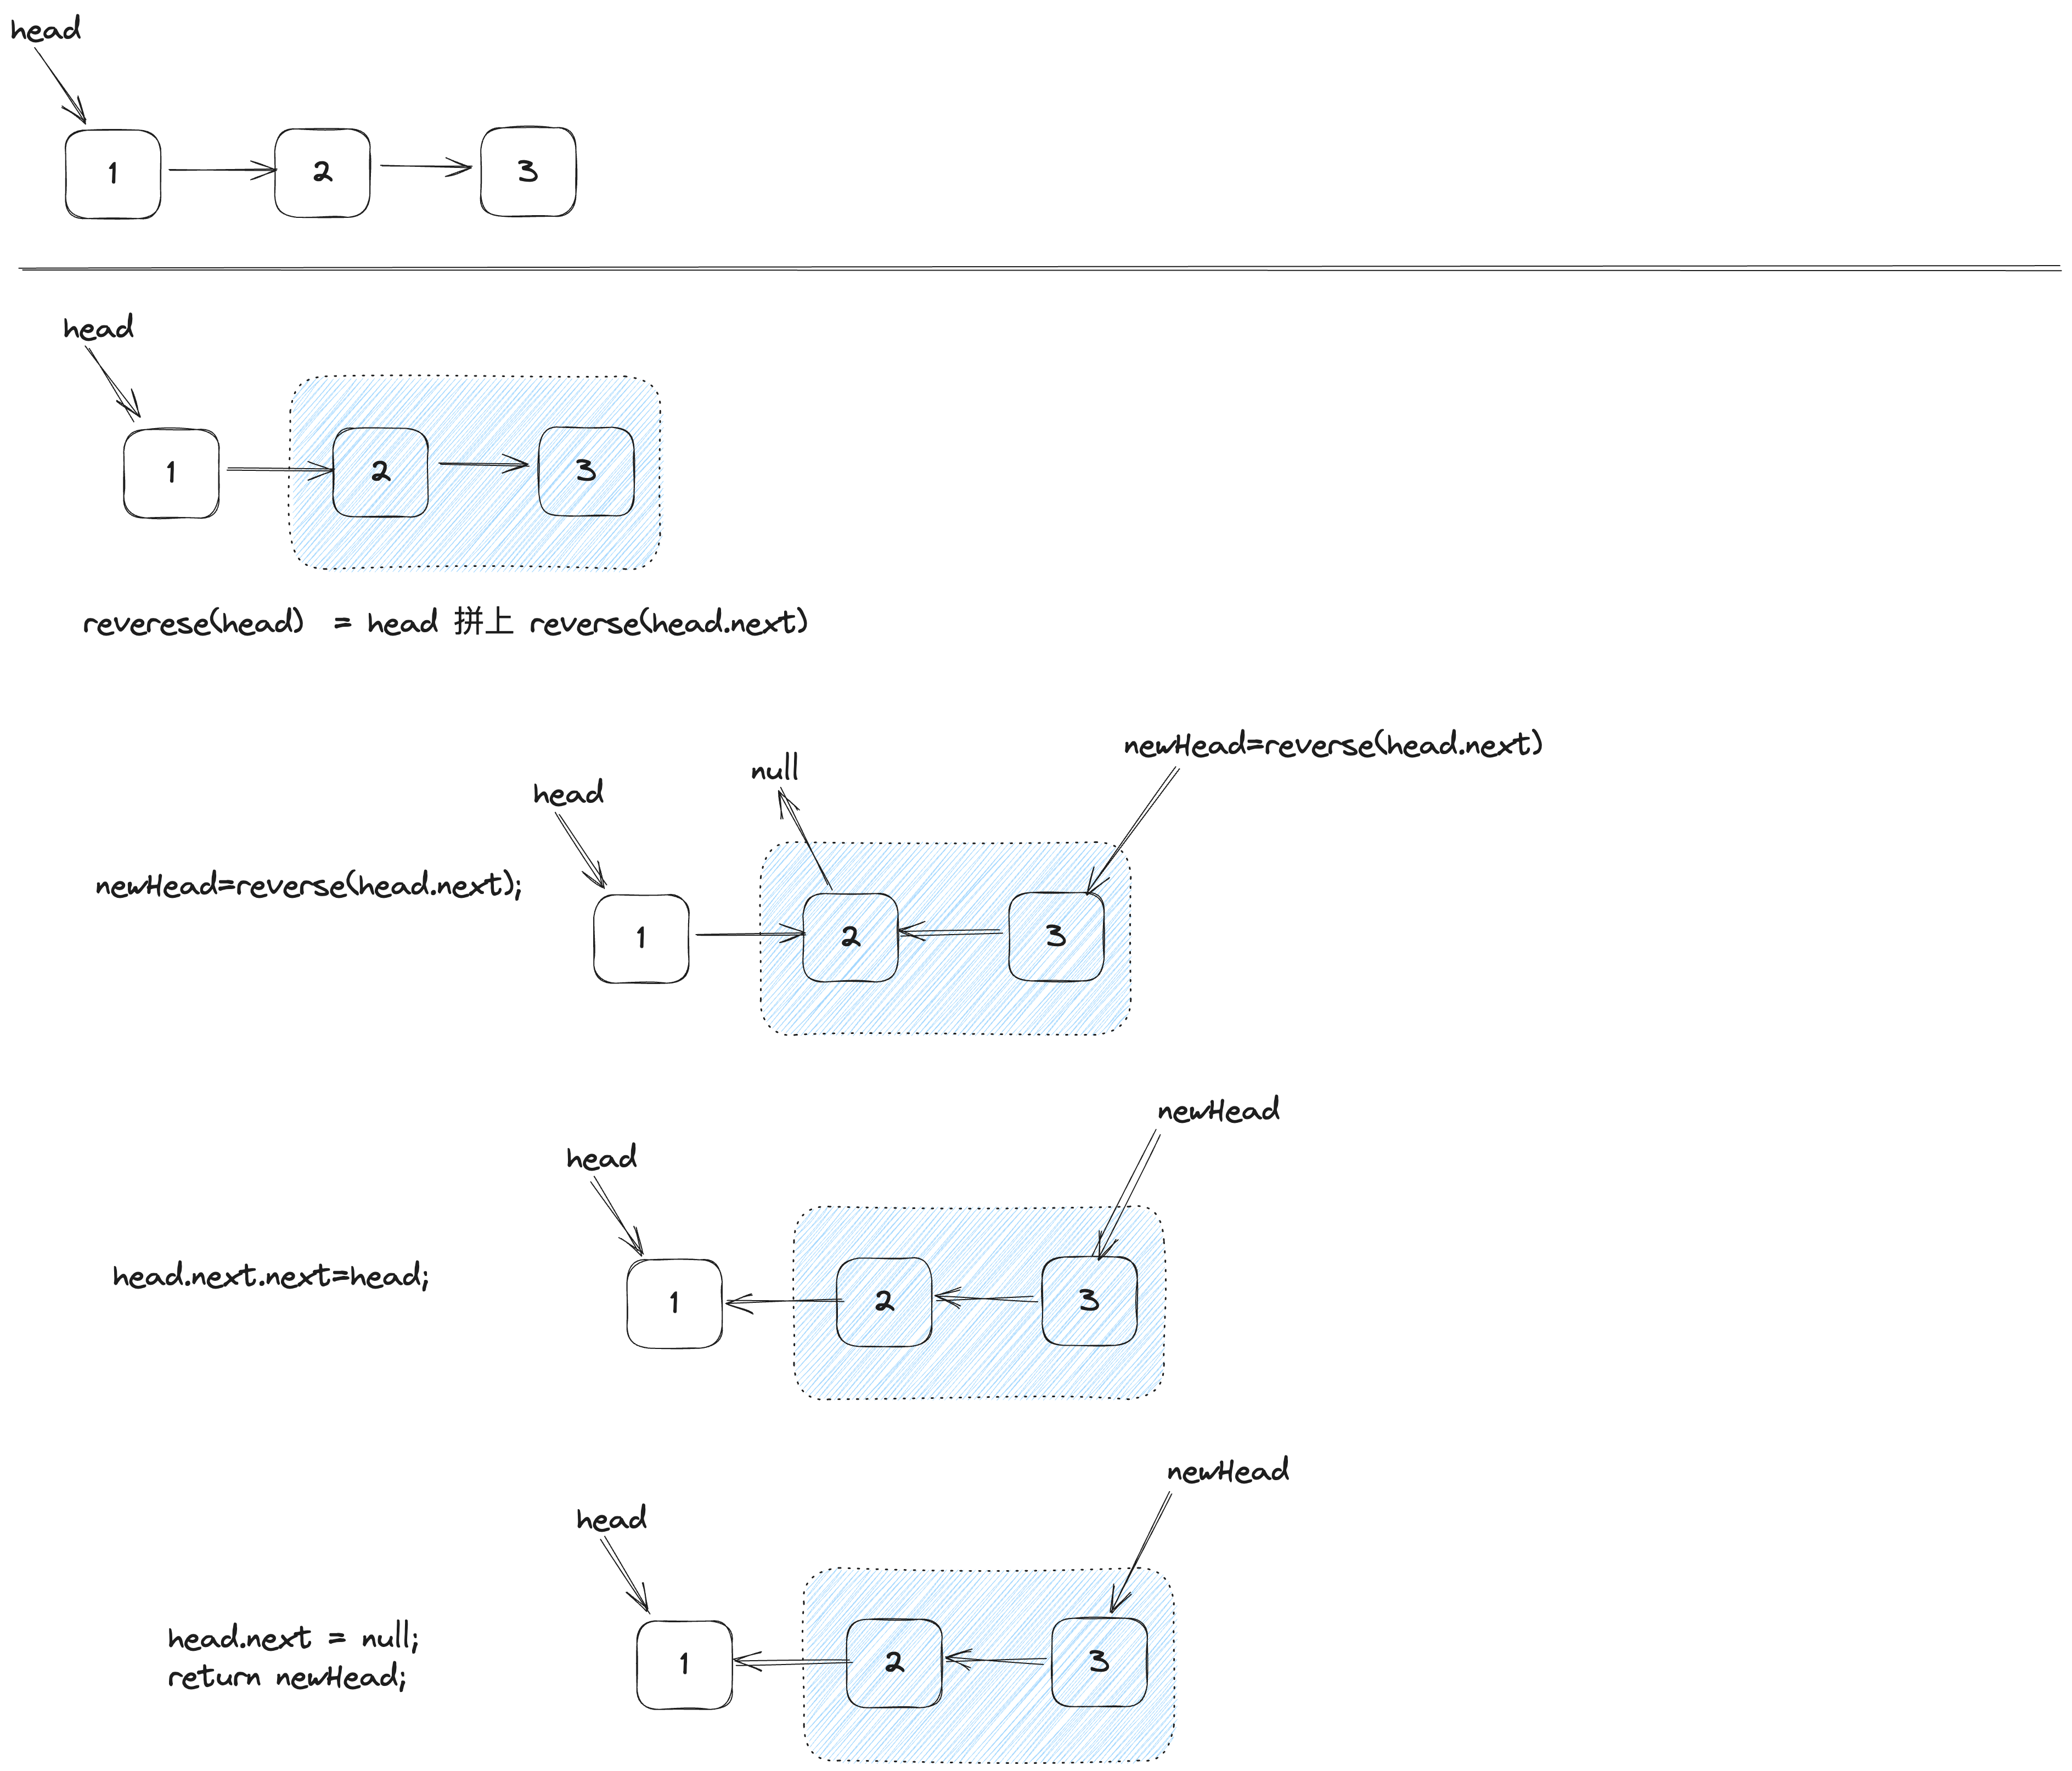 head
1
2
3
head
1
2
3
reverese(head) = head 拼上 reverse(head.next)
newHead=reverse(head.next)
null
head
newHead=reverse(head.next);
1
2
3
newHead
head
head.next.next=head;
1
2
3
newHead
head
head.next = null;
return newHead;
1
2
3